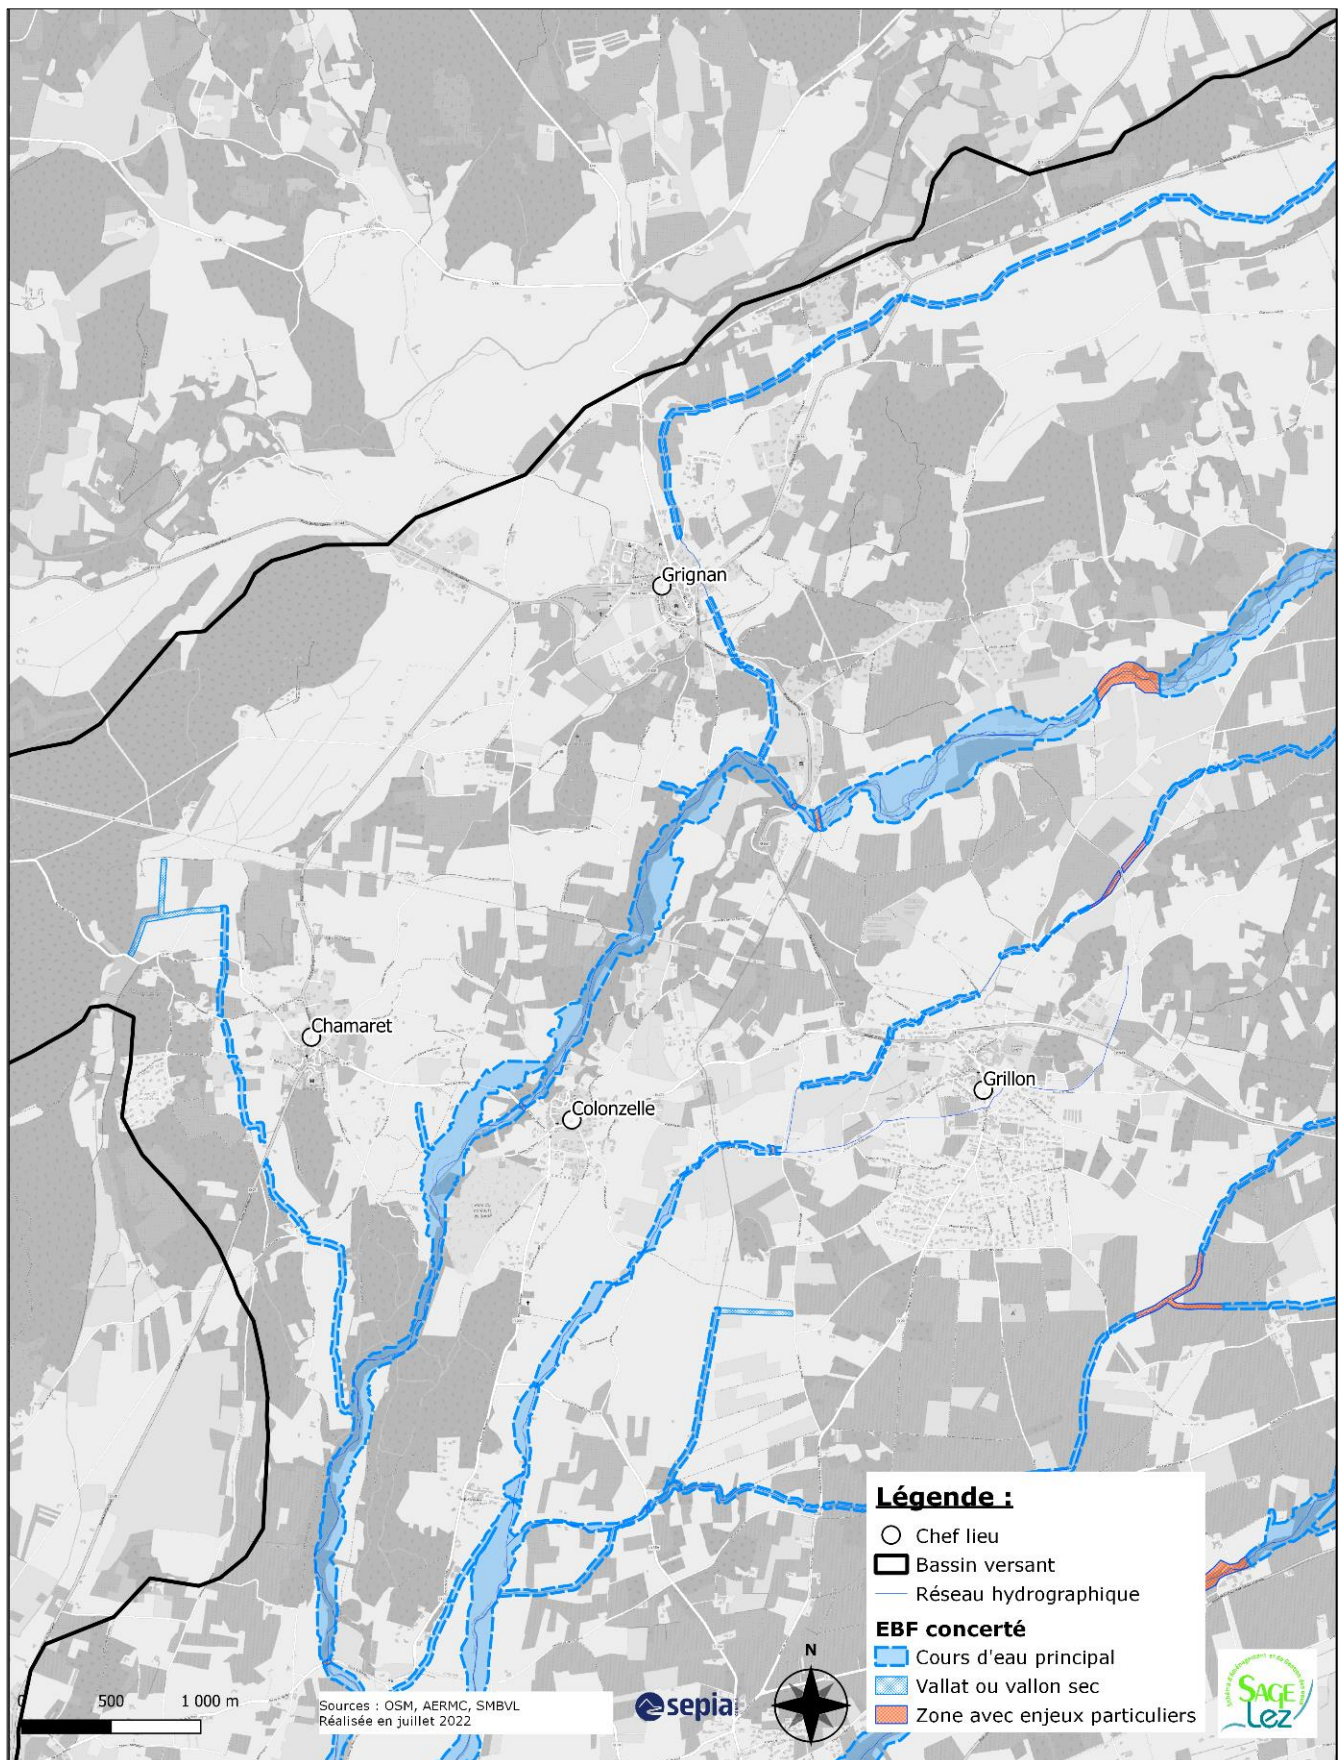 Grignan
Chamaret
Colonzelle
Grillon
Légende :
Chef lieu
Bassin versant
Réseau hydrographique
EBF concerté
Cours d'eau principal
Vallat ou vallon sec
Zone avec enjeux particuliers
N
0 500 1 000 m
Sources : OSM, AERMC, SMBVL
Réalisée en juillet 2022
sepia
SAGE
Lez